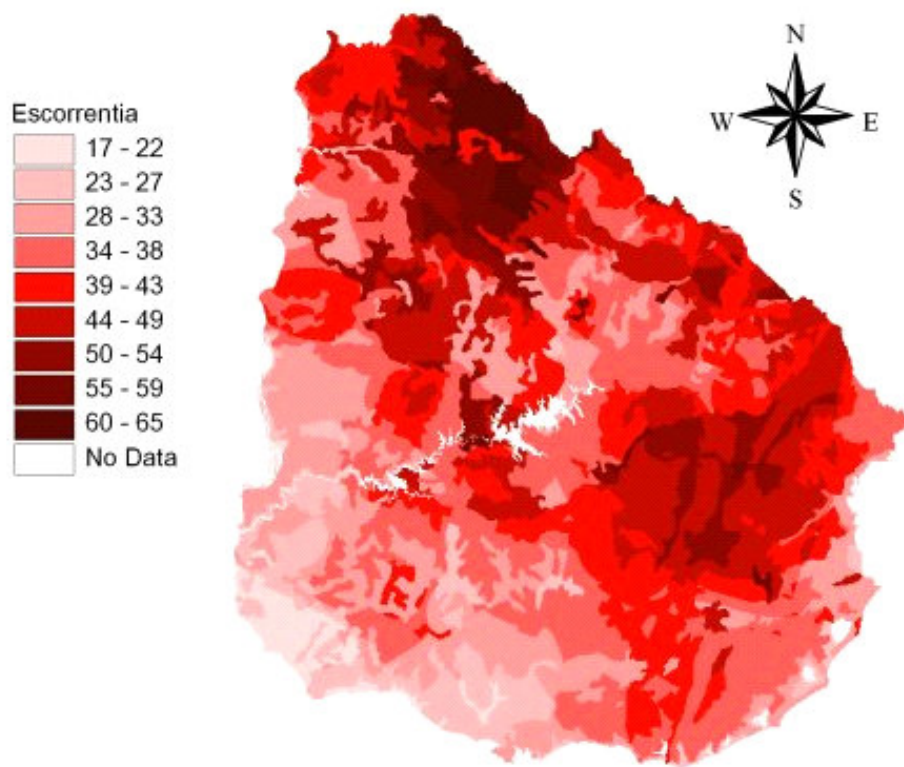 Escorrentia
17 - 22
23 - 27
28 - 33
34 - 38
39 - 43
44 - 49
50 - 54
55 - 59
60 - 65
No Data
N
W E
S